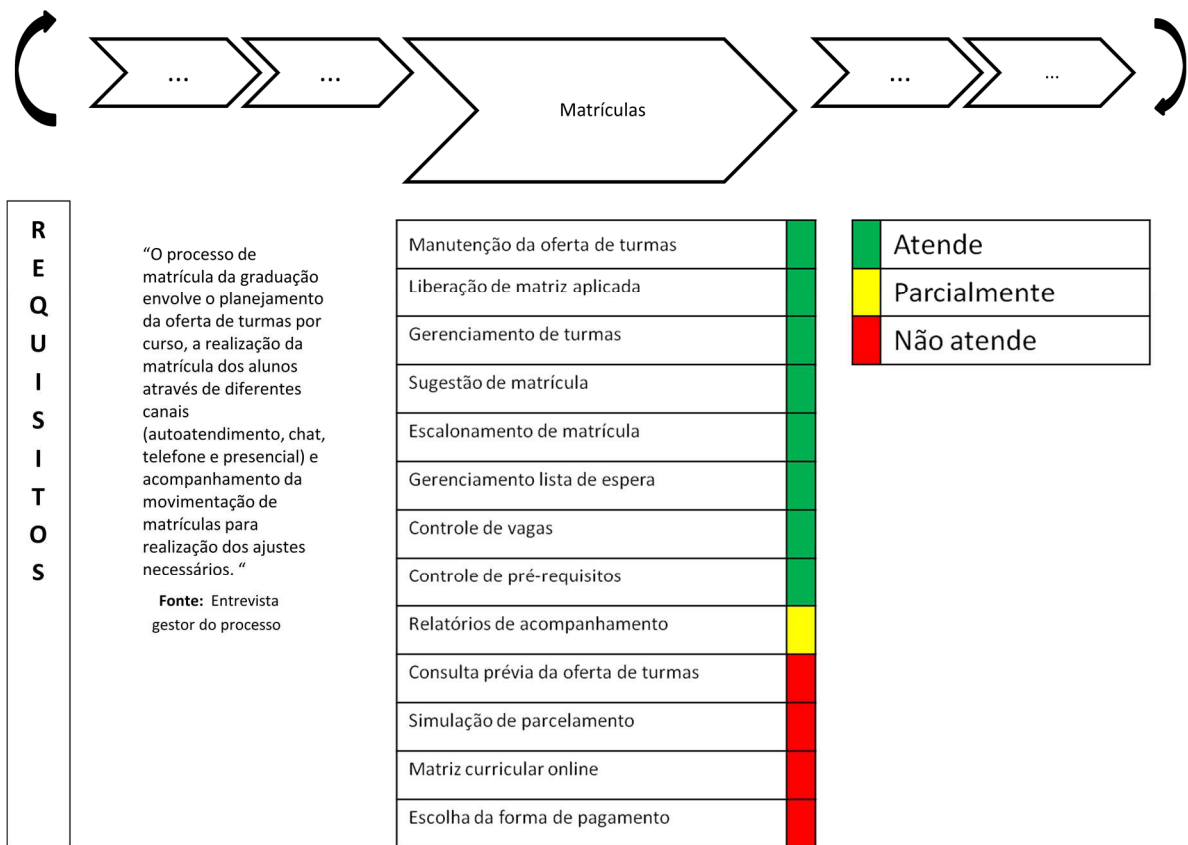 ...
...
Matrículas
...
...
R
E
Q
U
I
S
I
T
O
S
“O processo de
matrícula da graduação
envolve o planejamento
da oferta de turmas por
curso, a realização da
matrícula dos alunos
através de diferentes
canais
(autoatendimento, chat,
telefone e presencial) e
acompanhamento da
movimentação de
matrículas para
realização dos ajustes
necessários. “
Fonte: Entrevista
gestor do processo
Manutenção da oferta de turmas
Liberação de matriz aplicada
Gerenciamento de turmas
Sugestão de matrícula
Escalonamento de matrícula
Gerenciamento lista de espera
Controle de vagas
Controle de pré-requisitos
Relatórios de acompanhamento
Consulta prévia da oferta de turmas
Simulação de parcelamento
Matriz curricular online
Escolha da forma de pagamento
Atende
Parcialmente
Não atende